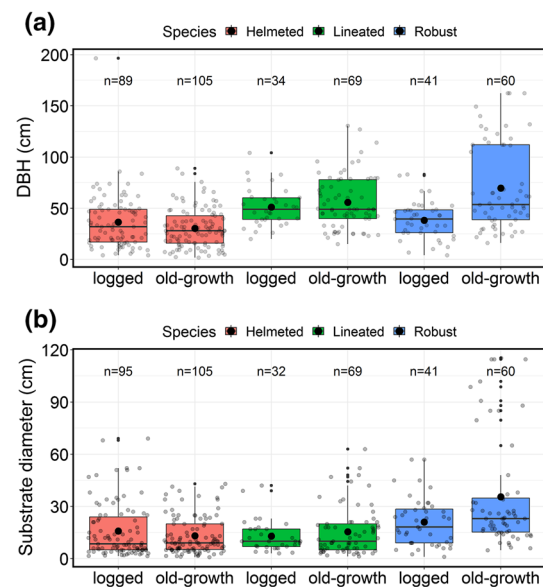 (a)
Species Helmeted Lineated Robust
200
n=89 n=105 n=34 n=69 n=41 n=60
150
DBH (cm)
100
50
0
logged old-growth logged old-growth logged old-growth
(b)
Species Helmeted Lineated Robust
120
n=95 n=105 n=32 n=69 n=41 n=60
90
Substrate diameter (cm)
60
30
0
logged old-growth logged old-growth logged old-growth